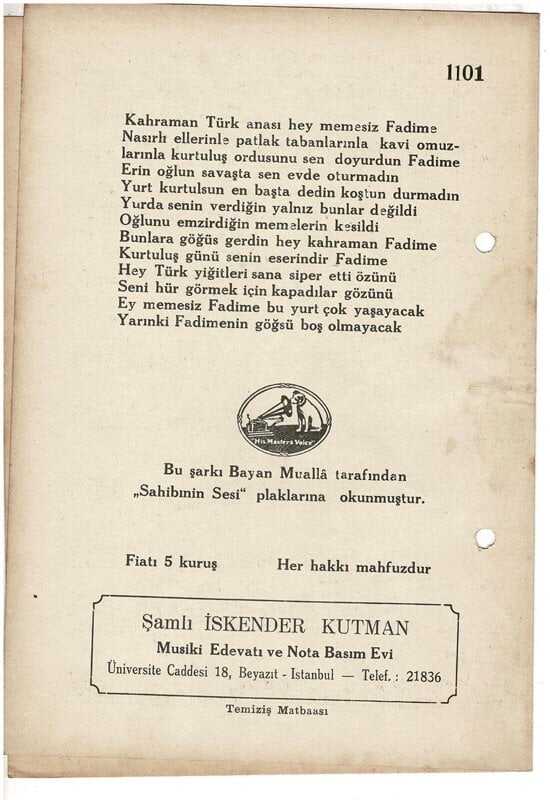 1101
Kahraman Türk anası hey memesiz Fadime
Nasırlı ellerinle patlak tabanlarınla kavi omuz-
larınla kurtuluş ordusunu sen doyurdun Fadime
Erin oğlun savaşta sen evde oturmadın
Yurt kurtulsun en başta dedin koştun durmadın
Yurda senin verdiğin yalnız bunlar değildi
Oğlunu emzirdiğin memelerin kesildi
Bunlara göğüs gerdin hey kahraman Fadime
Kurtuluş günü senin eserindir Fadime
Hey Türk yiğitleri sana siper etti özünü
Seni hür görmek için kapadılar gözünü
Ey memesiz Fadime bu yurt çok yaşayacak
Yarınki Fadimenin göğsü boş olmayacak
"His Masters Voice"
Bu şarkı Bayan Muallâ tarafından
„Sahibinin Sesi“ plaklarına okunmuştur.
Fiatı 5 kuruş Her hakkı mahfuzdur
Şamlı İSKENDER KUTMAN
Musiki Edevatı ve Nota Basım Evi
Üniversite Caddesi 18, Beyazıt - Istanbul — Telef. : 21836
Temiziş Matbaası